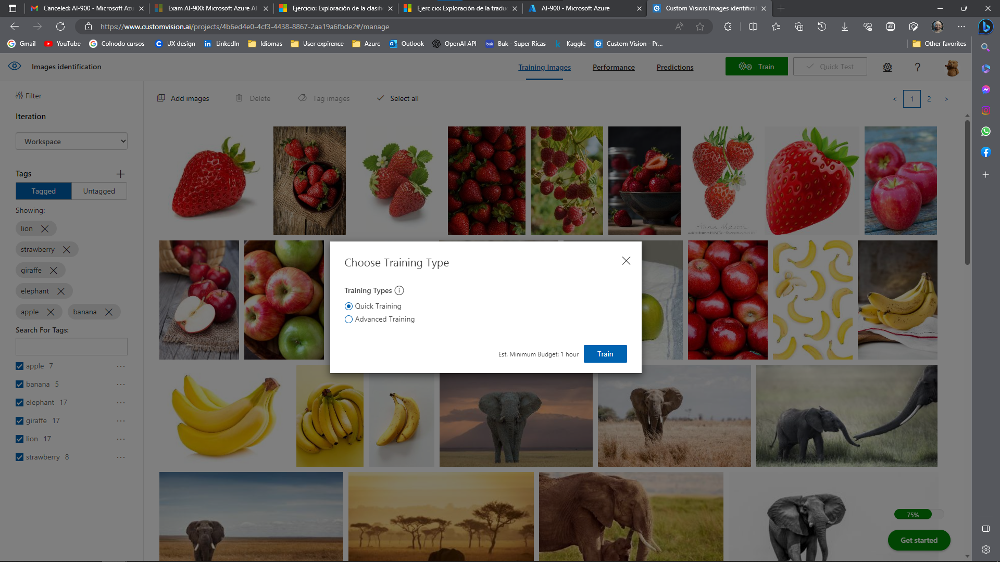 Canceled: AI-900 - Microsoft Azu
Exam AI-900: Microsoft Azure AI
Ejercicio: Exploración de la clasifi
Ejercicio: Exploración de la tradu
AI-900 - Microsoft Azure
Custom Vision: Images identifica
https://www.customvision.ai/projects/4b6ed4e0-4cf3-4438-8867-2aa19a6fbde2#/manage
Gmail
YouTube
Colnodo cursos
UX design
LinkedIn
Idiomas
User expirence
Azure
Outlook
OpenAI API
buk Buk - Super Ricas
Kaggle
Custom Vision - Pr...
Other favorites
Images identification
Training Images
Performance
Predictions
Train
Quick Test
?
Filter
Add images
Delete
Tag images
Select all
< 1 2 >
Iteration
Workspace
Tags
Tagged
Untagged
Showing:
lion
strawberry
giraffe
elephant
apple
banana
Search For Tags:
apple 7 ...
banana 5 ...
elephant 17 ...
giraffe 17 ...
lion 17 ...
strawberry 8 ...
Choose Training Type
Training Types
Quick Training
Advanced Training
Est. Minimum Budget: 1 hour
Train
75%
Get started